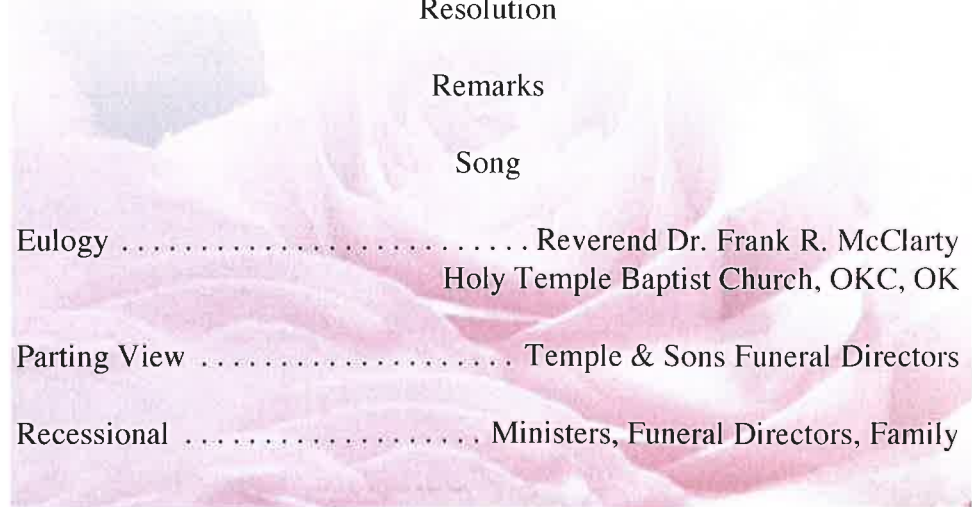 Resolution
Remarks
Song
Eulogy .......................... Reverend Dr. Frank R. McClarty
Holy Temple Baptist Church, OKC, OK
Parting View .................... Temple & Sons Funeral Directors
Recessional ................... Ministers, Funeral Directors, Family